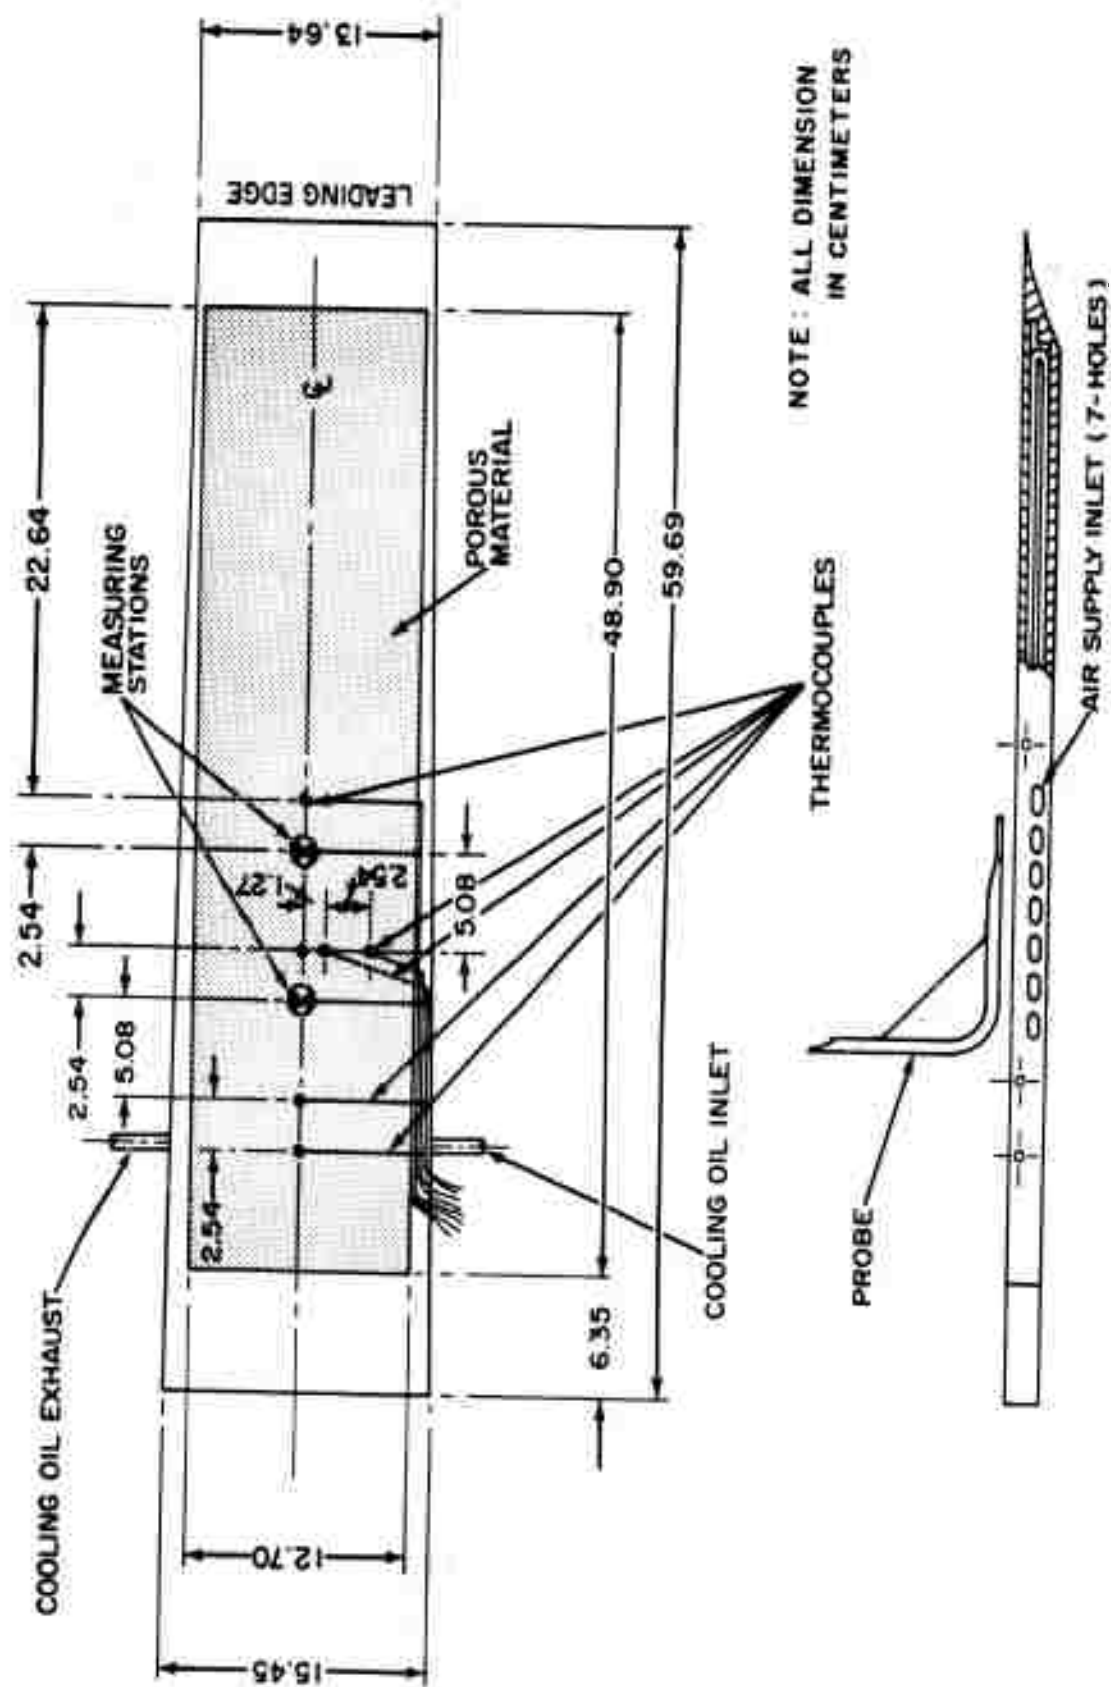 COOLING OIL EXHAUST
2.54
2.54
5.08
2.54
MEASURING
STATIONS
22.64
1.27
2.54
5.08
POROUS
MATERIAL
℄
LEADING EDGE
13.64
12.70
15.45
6.35
48.90
59.69
COOLING OIL INLET
THERMOCOUPLES
NOTE : ALL DIMENSION
IN CENTIMETERS
PROBE
AIR SUPPLY INLET ( 7-HOLES )